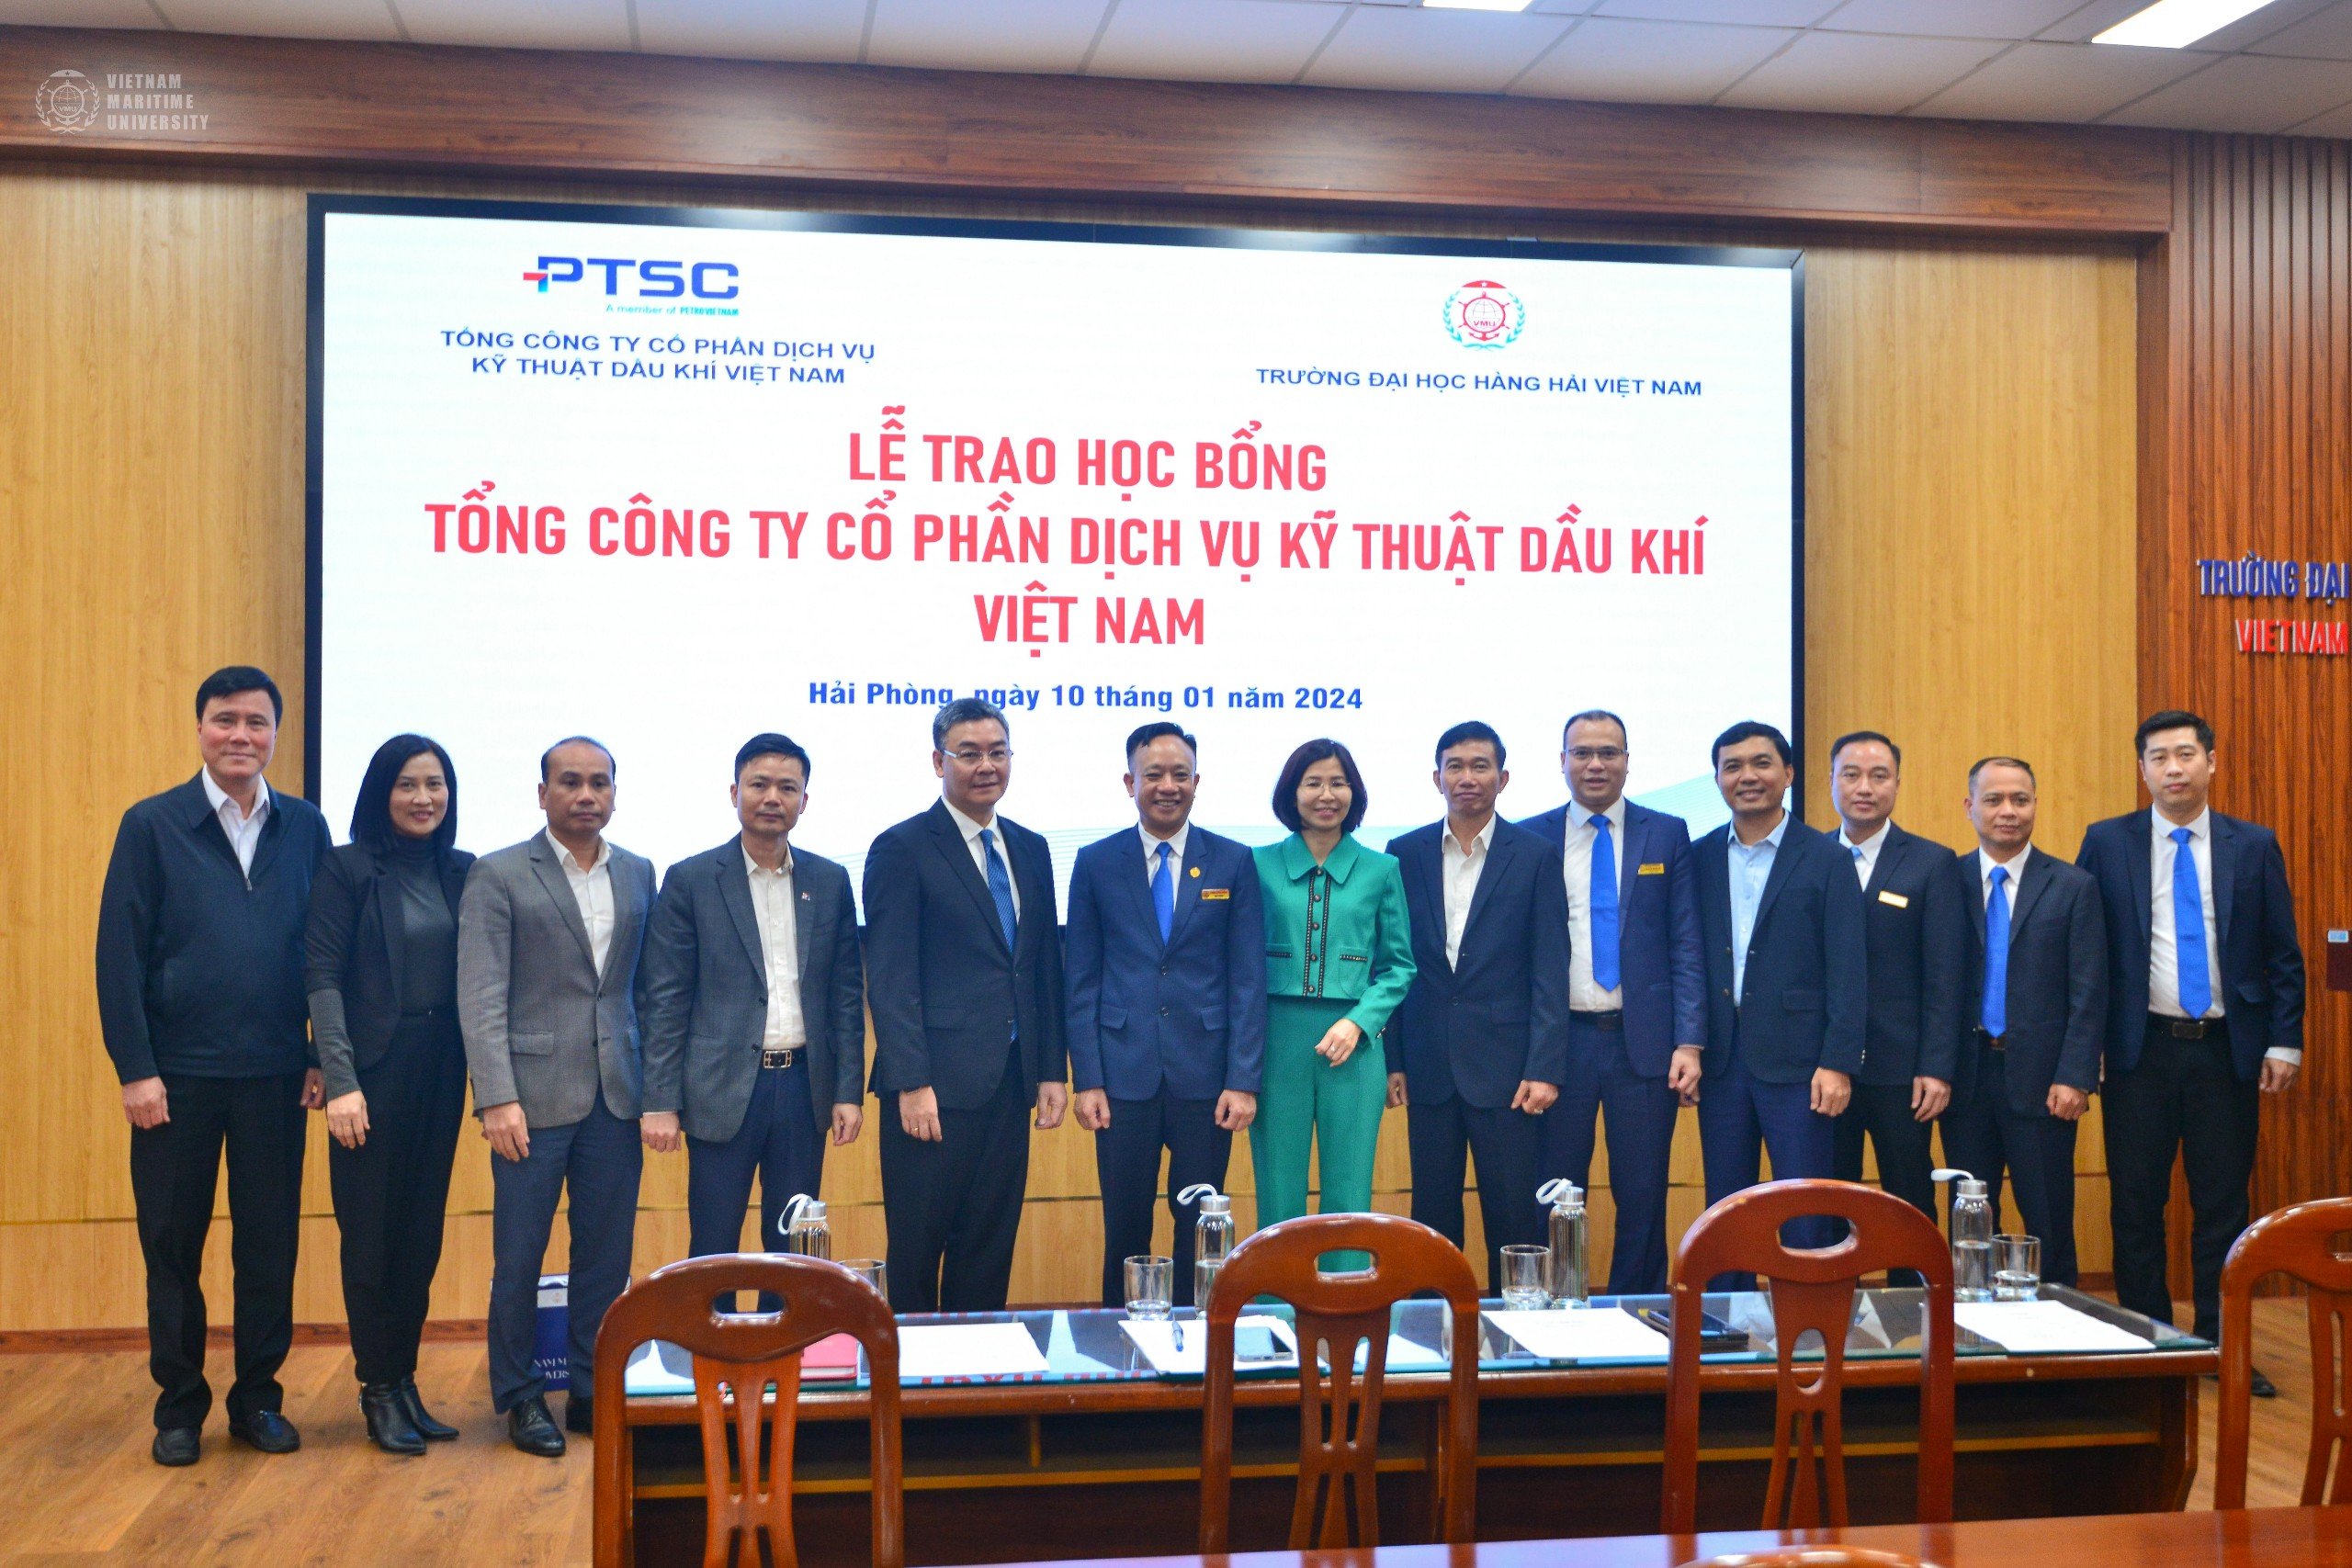 VIETNAM
MARITIME
UNIVERSITY
PTSC
A member of PETROVIETNAM
TỔNG CÔNG TY CỔ PHẦN DỊCH VỤ
KỸ THUẬT DẦU KHÍ VIỆT NAM
VMU
TRƯỜNG ĐẠI HỌC HÀNG HẢI VIỆT NAM
LỄ TRAO HỌC BỔNG
TỔNG CÔNG TY CỔ PHẦN DỊCH VỤ KỸ THUẬT DẦU KHÍ
VIỆT NAM
Hải Phòng, ngày 10 tháng 01 năm 2024
TRƯỜNG ĐẠI
VIETNAM